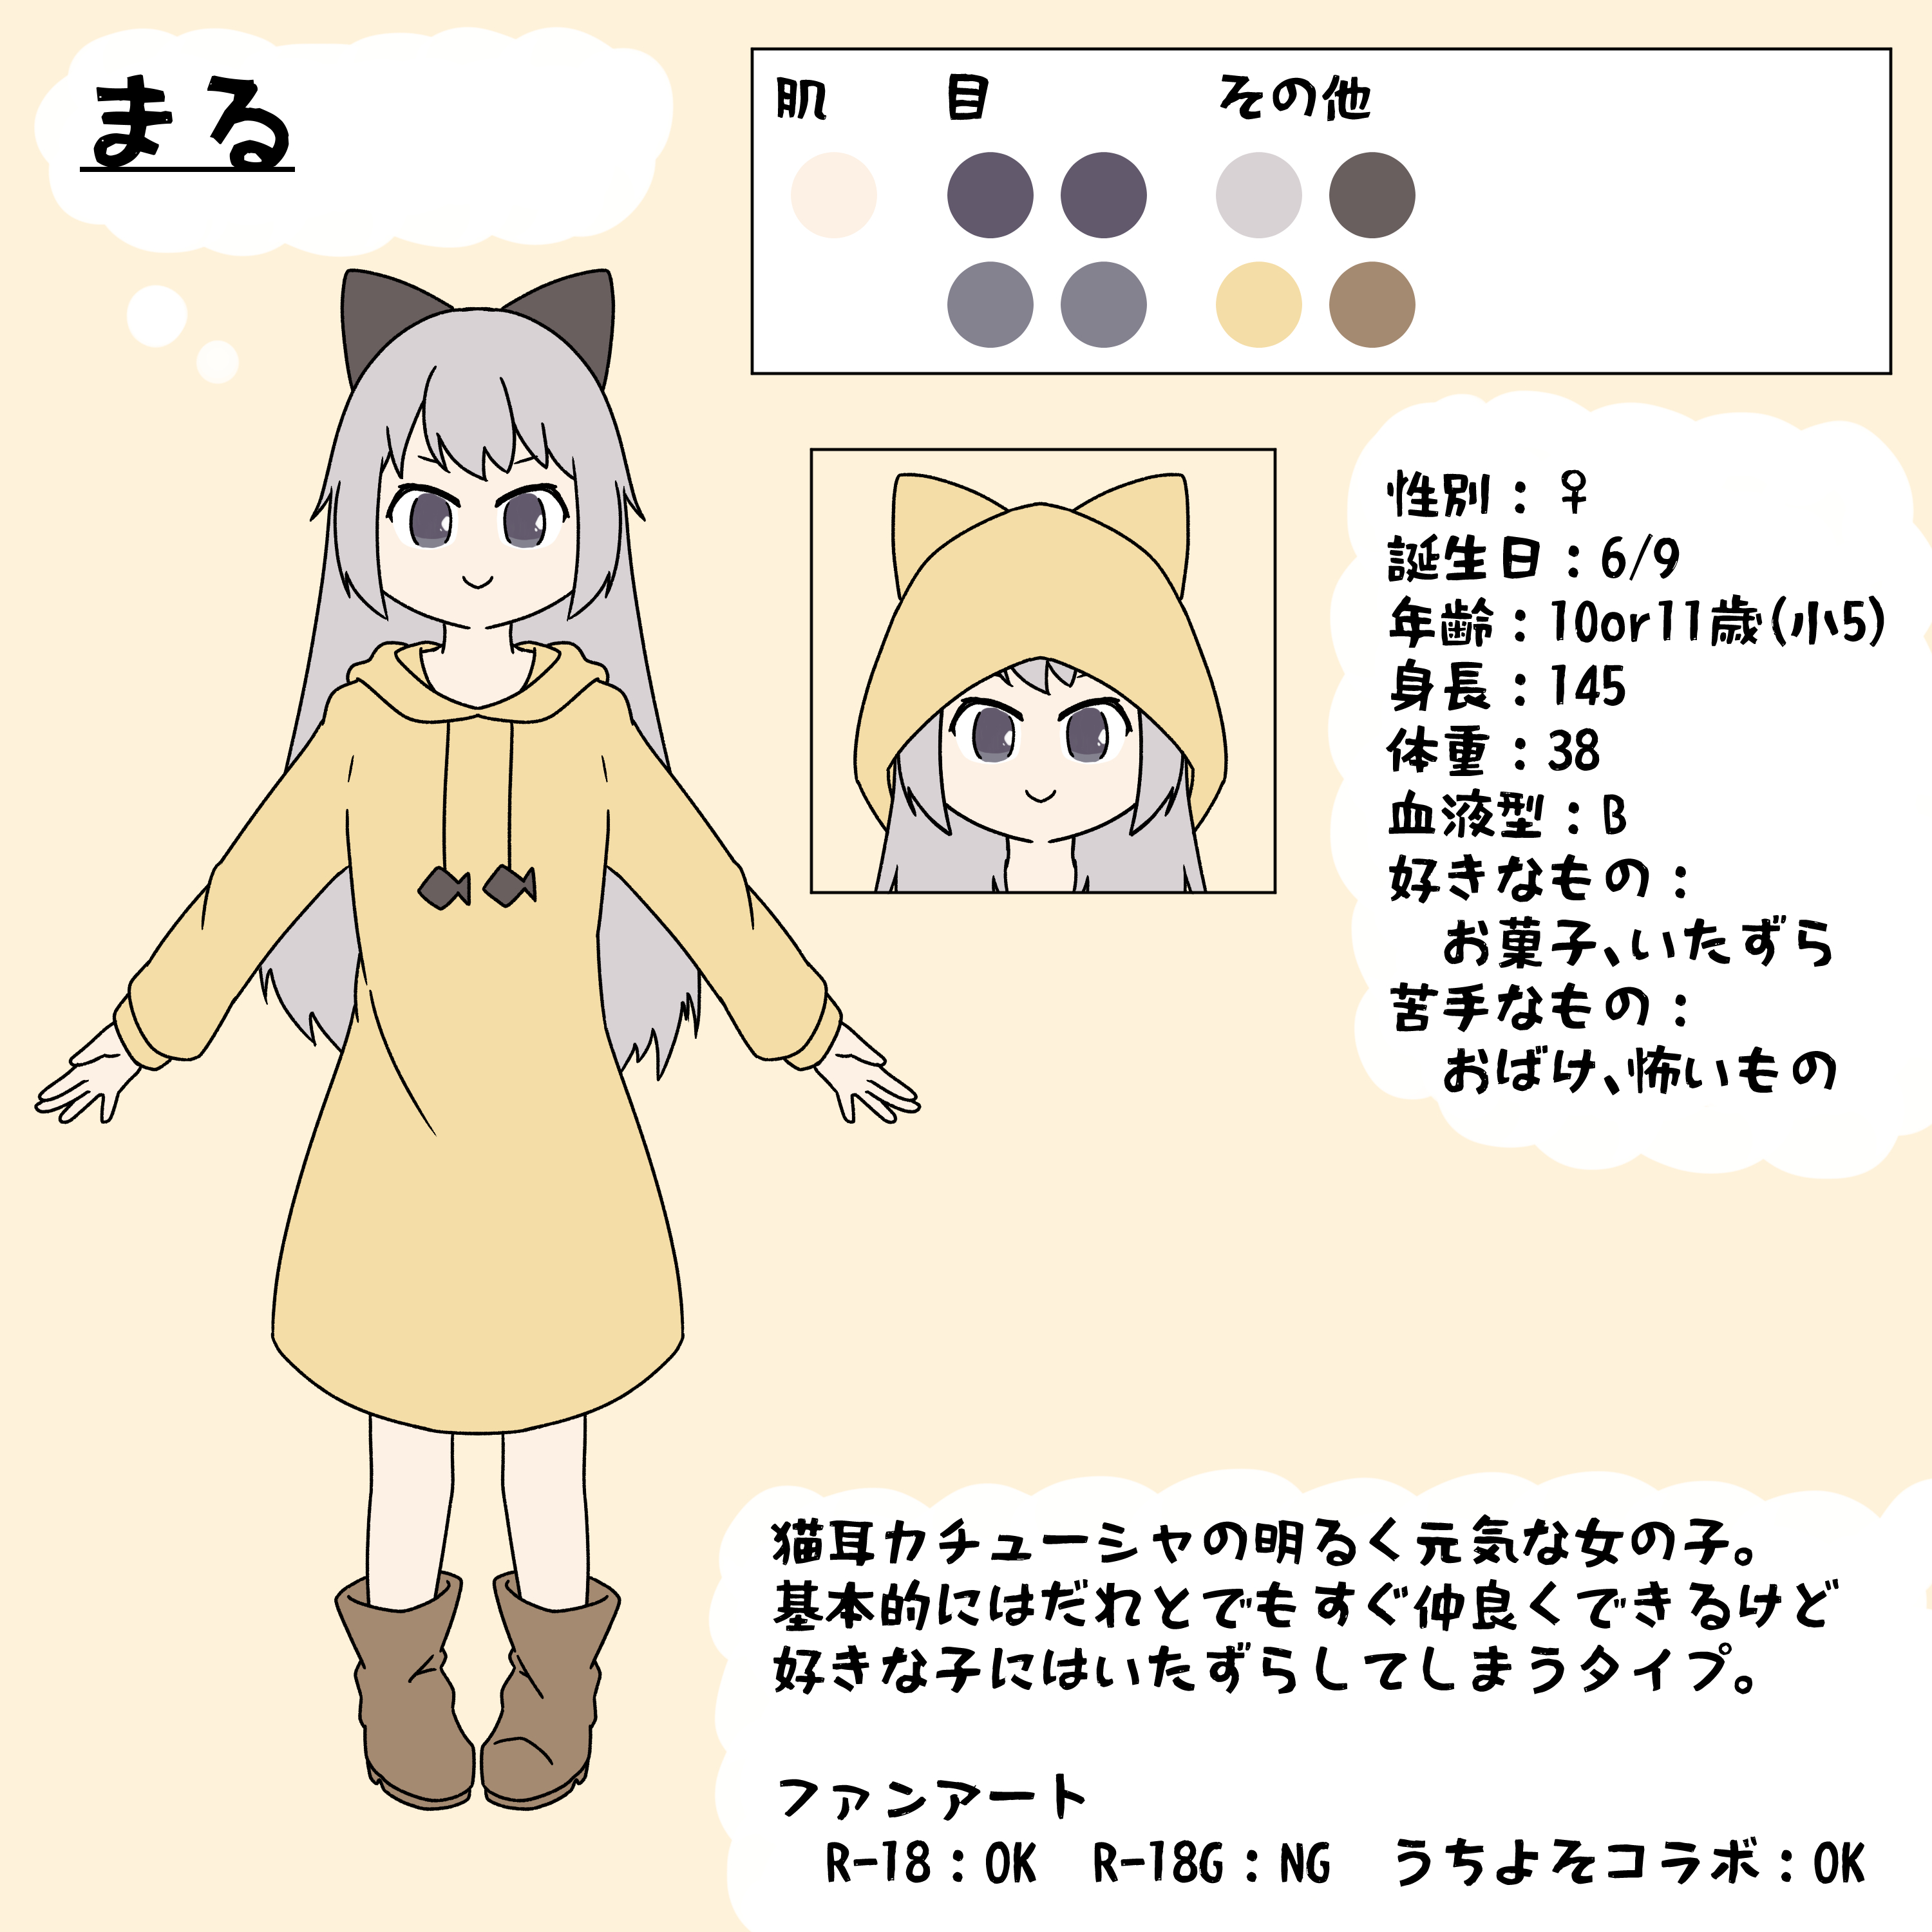 まる
肌 目 その他
性別：♀
誕生日：6/9
年齢：10or11歳(小5)
身長：145
体重：38
血液型：B
好きなもの：
お菓子、いたずら
苦手なもの：
おばけ、怖いもの
猫耳カチューシャの明るく元気な女の子。
基本的にはだれとでもすぐ仲良くできるけど
好きな子にはいたずらしてしまうタイプ。
ファンアート
R-18：OK R-18G：NG うちよそコラボ：OK